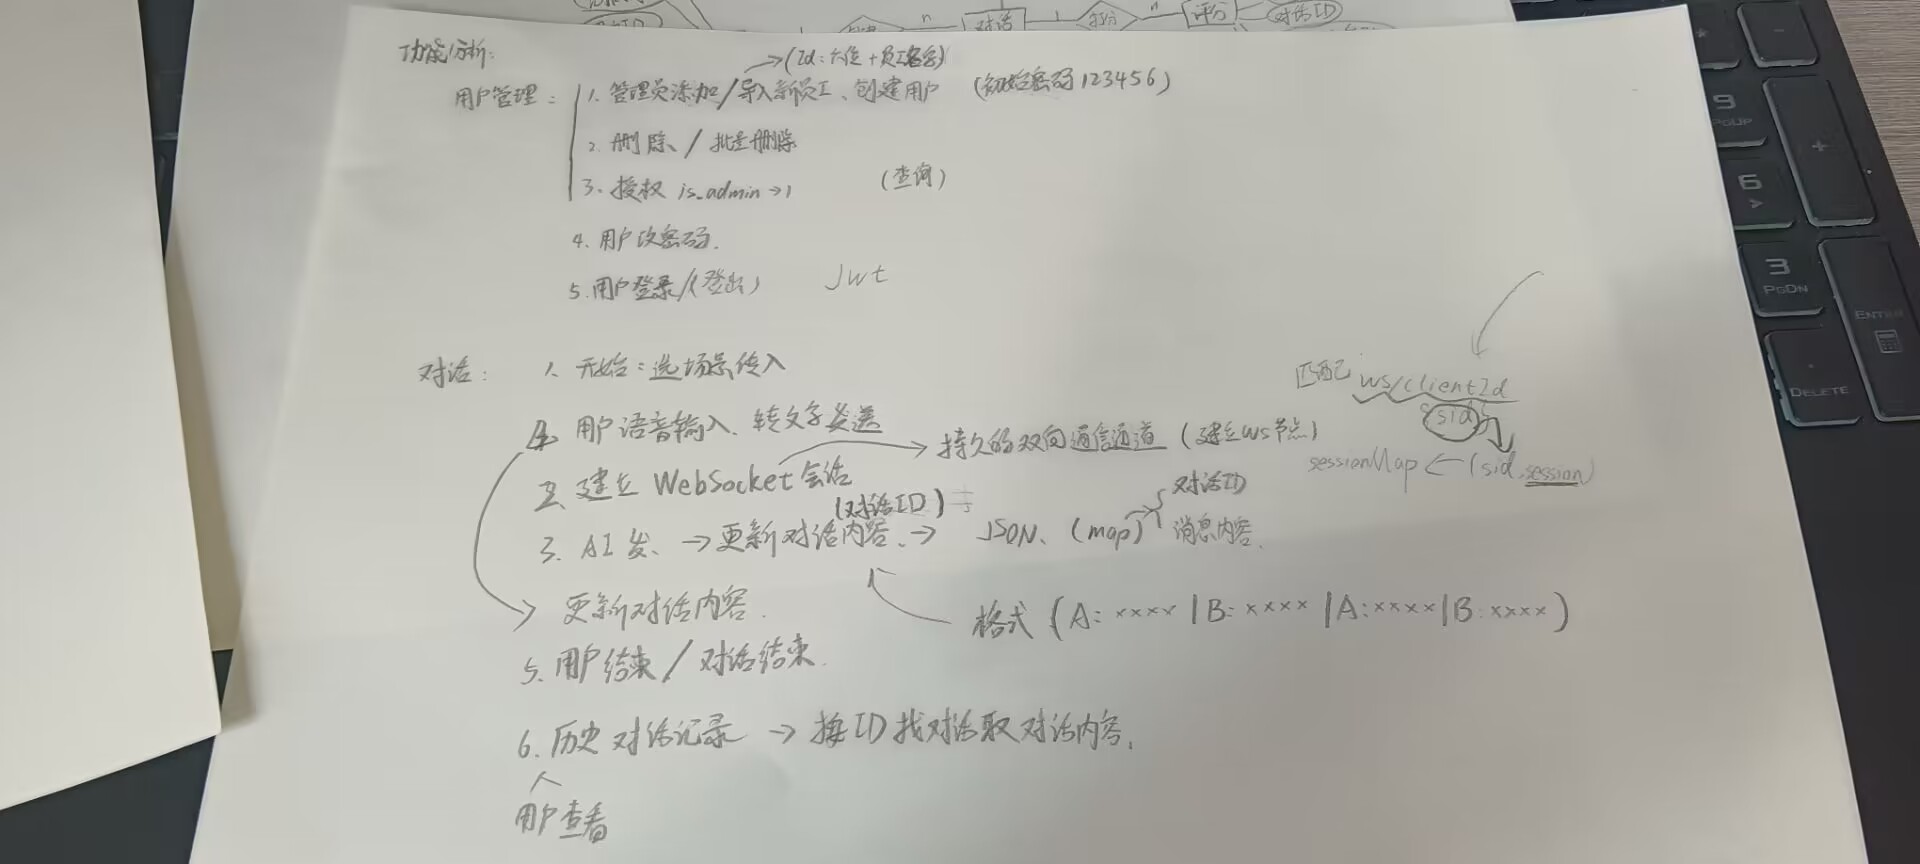 n 对话 1 打分 n 评分 对话ID
功能分析:
→(Id:六位+员工姓名)
用户管理: 1. 管理员添加/导入新员工、创建用户 (初始密码 123456)
2. 删除/批量删除
3. 授权 is_admin→1 (查询)
4. 用户改密码.
5. 用户登录/(登出) Jwt
对话: 1. 开始:选场景传入
匹配 ws/clientId
{sid}
4. 用户语音输入、转文字发送
→ 持久的双向通信通道 (建立ws节点)
sessionMap ← (sid,session)
2. 建立 WebSocket 会话
(对话ID)
对话ID
3. AI 发、→更新对话内容、→ JSON、(map)→ 消息内容、
→ 更新对话内容.
格式 (A: ×××× |B: ×××× |A:××××|B:××××)
5. 用户结束/对话结束.
6. 历史对话记录 → 按ID找对话取对话内容.
用户查看
* -
9 PgUp
+
6 >
3 PgDn
ENTER
DELETE